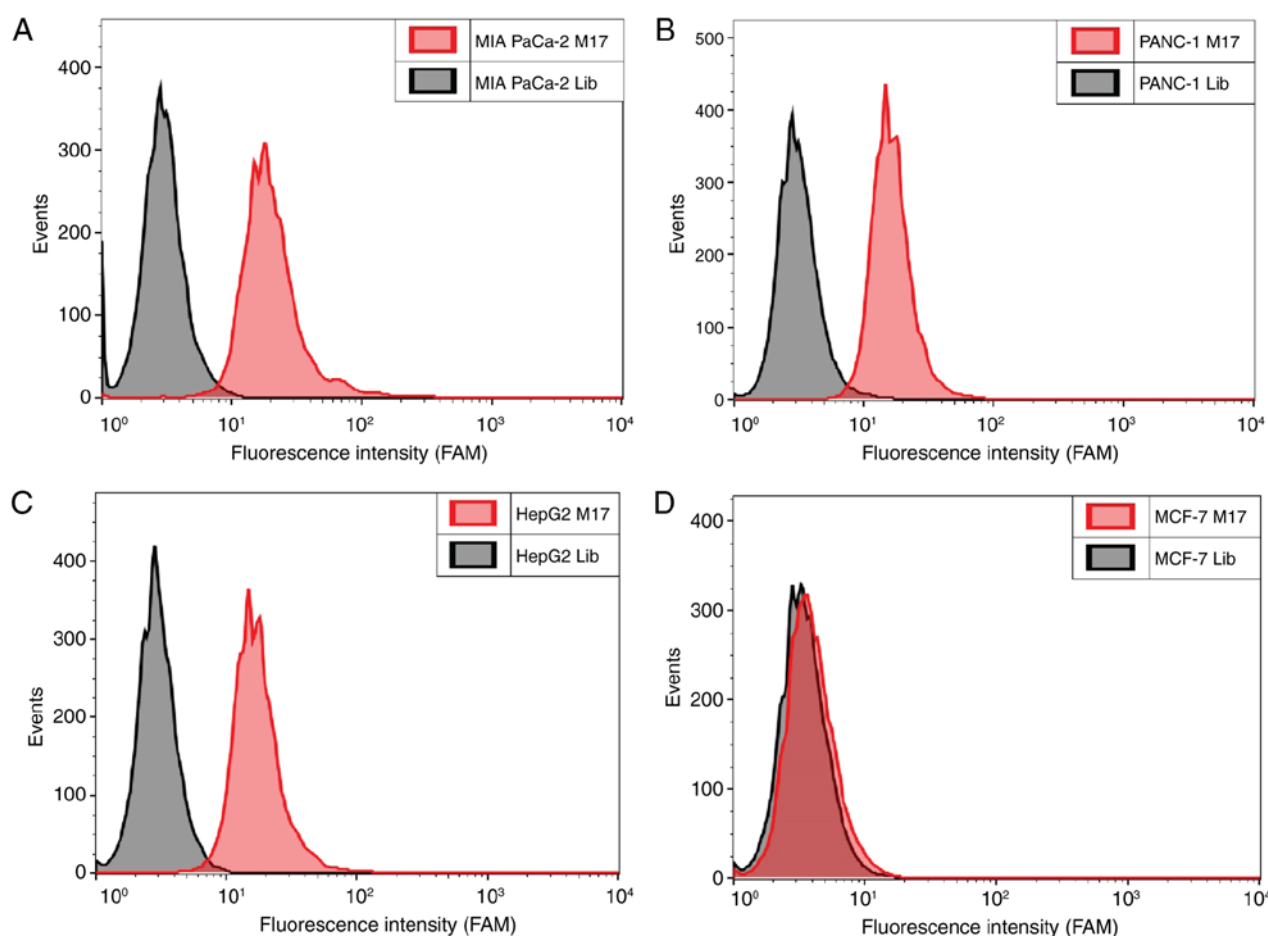 A
MIA PaCa-2 M17
MIA PaCa-2 Lib
400
300
200
100
0
Events
10⁰ 10¹ 10² 10³ 10⁴
Fluorescence intensity (FAM)
B
PANC-1 M17
PANC-1 Lib
500
400
300
200
100
0
Events
10⁰ 10¹ 10² 10³ 10⁴
Fluorescence intensity (FAM)
C
HepG2 M17
HepG2 Lib
400
300
200
100
0
Events
10⁰ 10¹ 10² 10³ 10⁴
Fluorescence intensity (FAM)
D
MCF-7 M17
MCF-7 Lib
400
300
200
100
0
Events
10⁰ 10¹ 10² 10³ 10⁴
Fluorescence intensity (FAM)